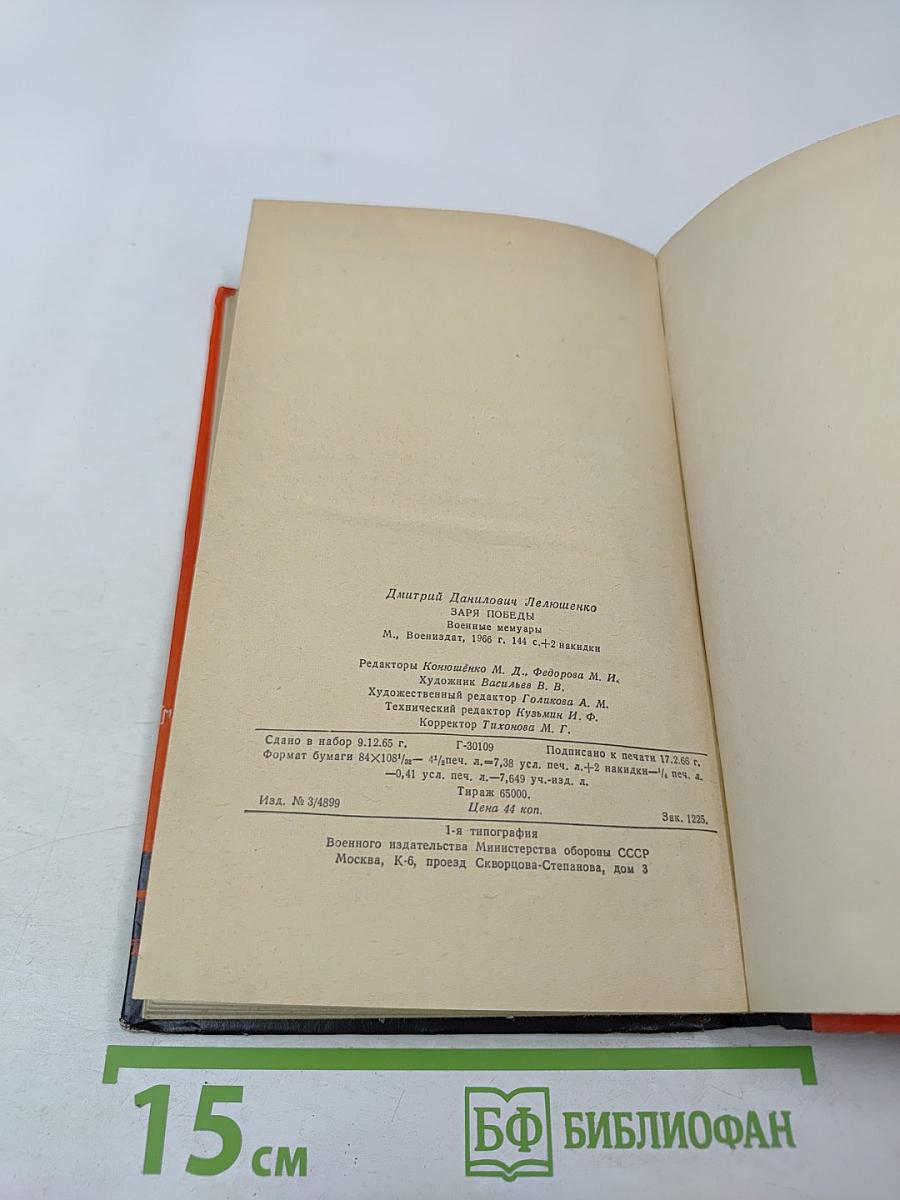 Дмитрий Данилович Лелюшенко
ЗАРЯ ПОБЕДЫ
Военные мемуары
М., Воениздат, 1966 г. 144 с.+2 накидки
Редакторы Конюшёнко М. Д., Федорова М. И.
Художник Васильев В. В.
Художественный редактор Голикова А. М.
Технический редактор Кузьмин И. Ф.
Корректор Тихонова М. Г.
Сдано в набор 9.12.65 г. Г-30109 Подписано к печати 17.2.66 г.
Формат бумаги 84×108¹/₃₂— 4¹/₂печ. л.=7,38 усл. печ. л.+2 накидки—¹/₄ печ. л.
—0,41 усл. печ. л.—7,649 уч.-изд. л.
Тираж 65000.
Изд. № 3/4899 Цена 44 коп. Зак. 1225.
1-я типография
Военного издательства Министерства обороны СССР
Москва, К-6, проезд Скворцова-Степанова, дом 3
15 см БФ БИБЛИОФАН